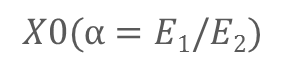 X0(α = E₁/E₂)